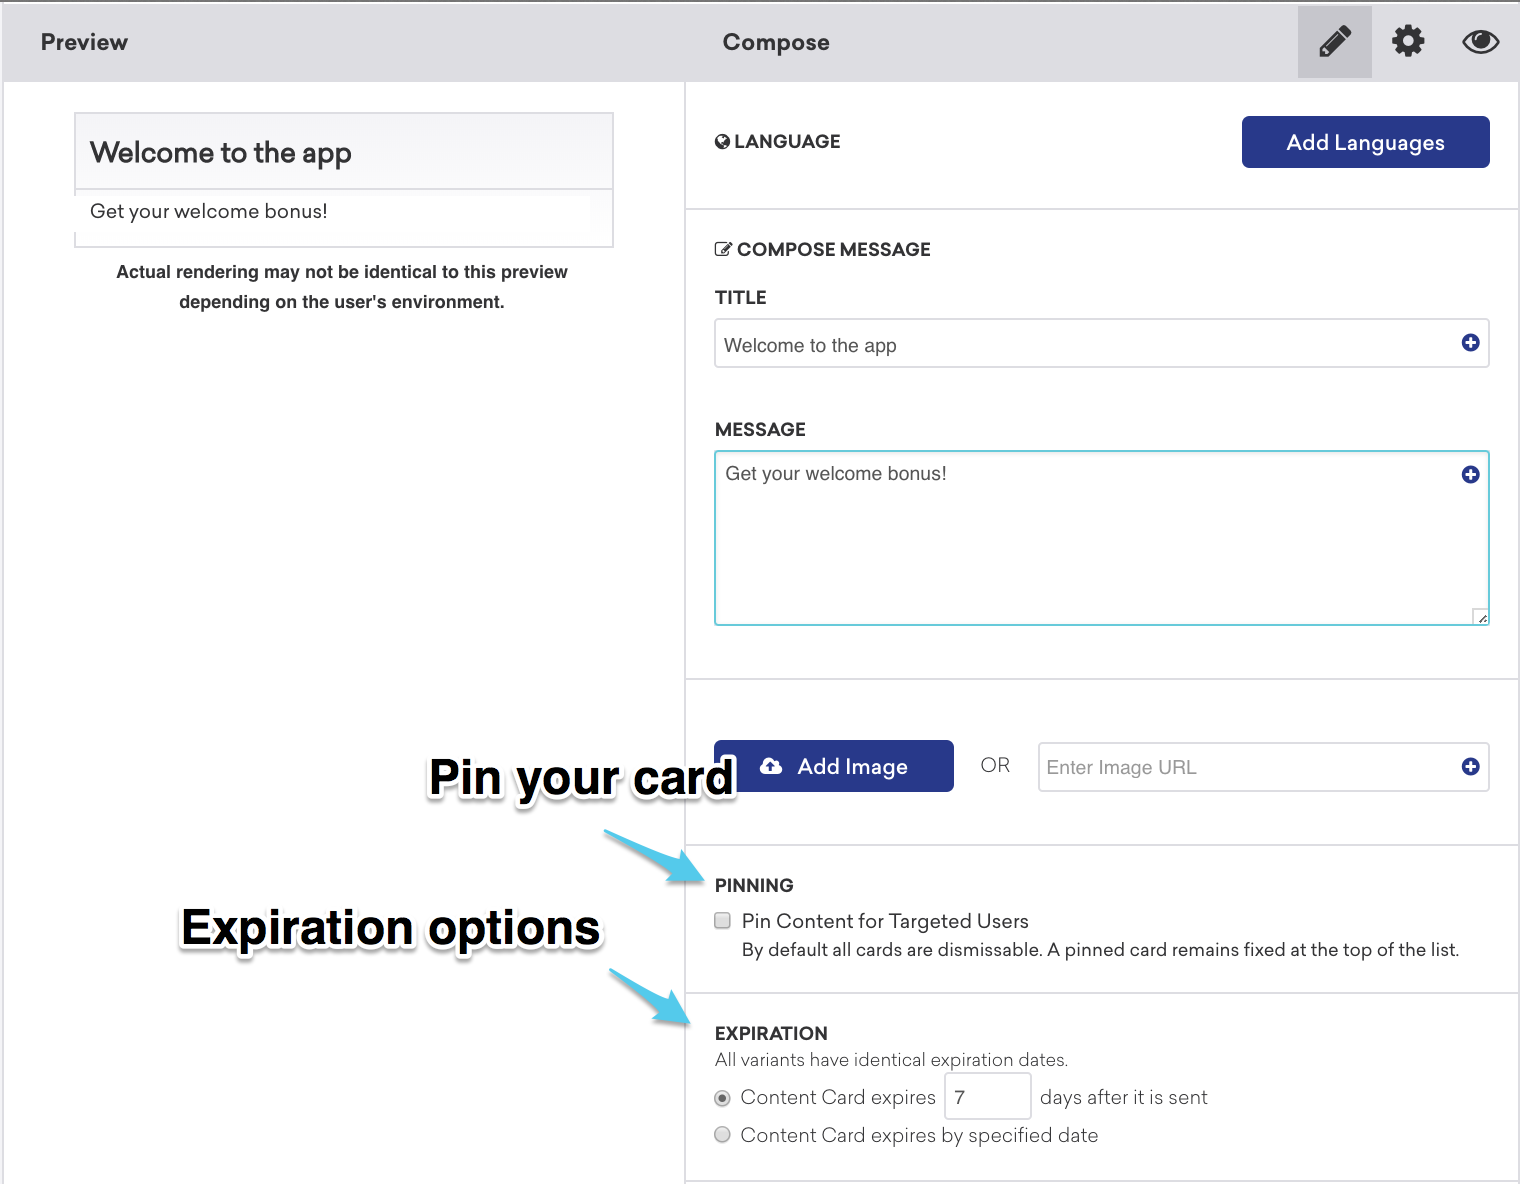 Preview
Compose
Welcome to the app
Get your welcome bonus!
Actual rendering may not be identical to this preview
depending on the user's environment.
LANGUAGE
Add Languages
COMPOSE MESSAGE
TITLE
Welcome to the app
MESSAGE
Get your welcome bonus!
Pin your card
Add Image
OR
Enter Image URL
PINNING
Pin Content for Targeted Users
By default all cards are dismissable. A pinned card remains fixed at the top of the list.
Expiration options
EXPIRATION
All variants have identical expiration dates.
Content Card expires 7 days after it is sent
Content Card expires by specified date